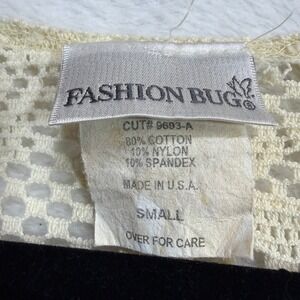 FASHION BUG®
CUT# 9693-A
80% COTTON
10% NYLON
10% SPANDEX
MADE IN U.S.A.
SMALL
OVER FOR CARE